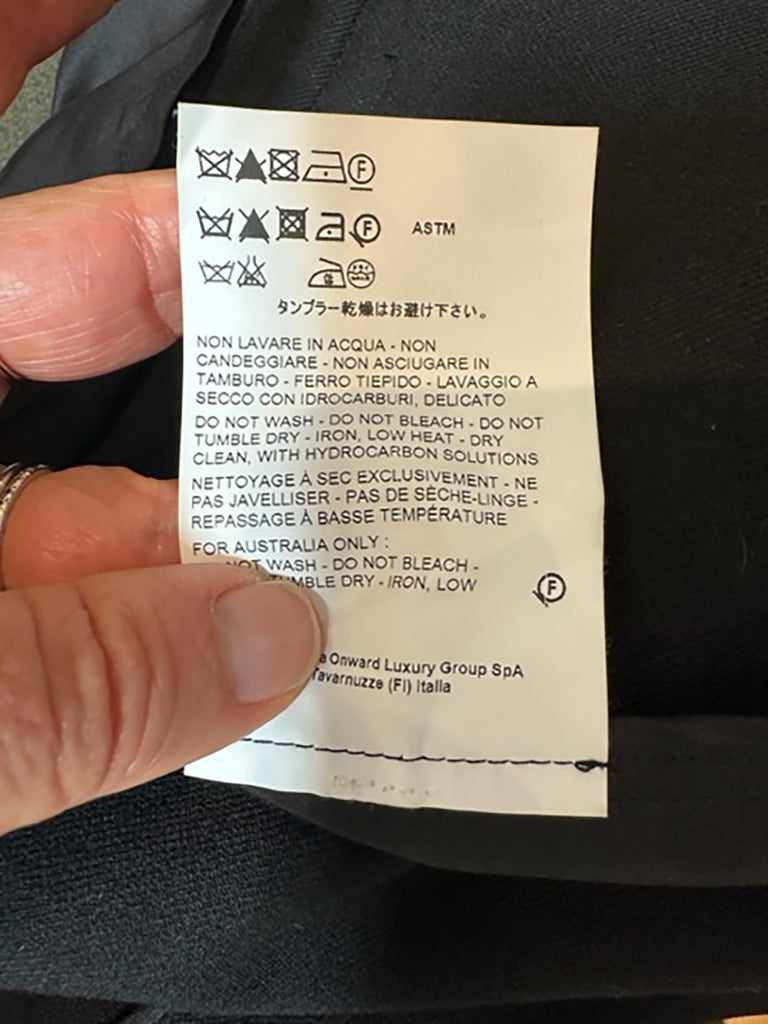 F
F ASTM
タンブラー乾燥はお避け下さい。
NON LAVARE IN ACQUA - NON
CANDEGGIARE - NON ASCIUGARE IN
TAMBURO - FERRO TIEPIDO - LAVAGGIO A
SECCO CON IDROCARBURI, DELICATO
DO NOT WASH - DO NOT BLEACH - DO NOT
TUMBLE DRY - IRON, LOW HEAT - DRY
CLEAN, WITH HYDROCARBON SOLUTIONS
NETTOYAGE À SEC EXCLUSIVEMENT - NE
PAS JAVELLISER - PAS DE SÈCHE-LINGE -
REPASSAGE À BASSE TEMPÉRATURE
FOR AUSTRALIA ONLY :
NOT WASH - DO NOT BLEACH -
TUMBLE DRY - IRON, LOW
F
a Onward Luxury Group SpA
Tavarnuzze (FI) Italia